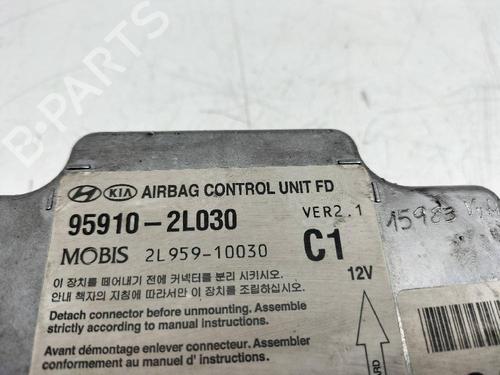 B-PARTS
KIA AIRBAG CONTROL UNIT FD
95910-2L030
VER2.1
MOBIS 2L959-10030 C1
12V
이 장치를 떼어내기 전에 커넥터를 분리 시키시오.
안내 책자의 지침에 따라서만 이 장치를 조립하십시오.
Detach connector before unmounting. Assemble
strictly according to manual instructions.
Avant démontage enlever connecteur. Assembler
conformement au manuel d' instructions.
15983